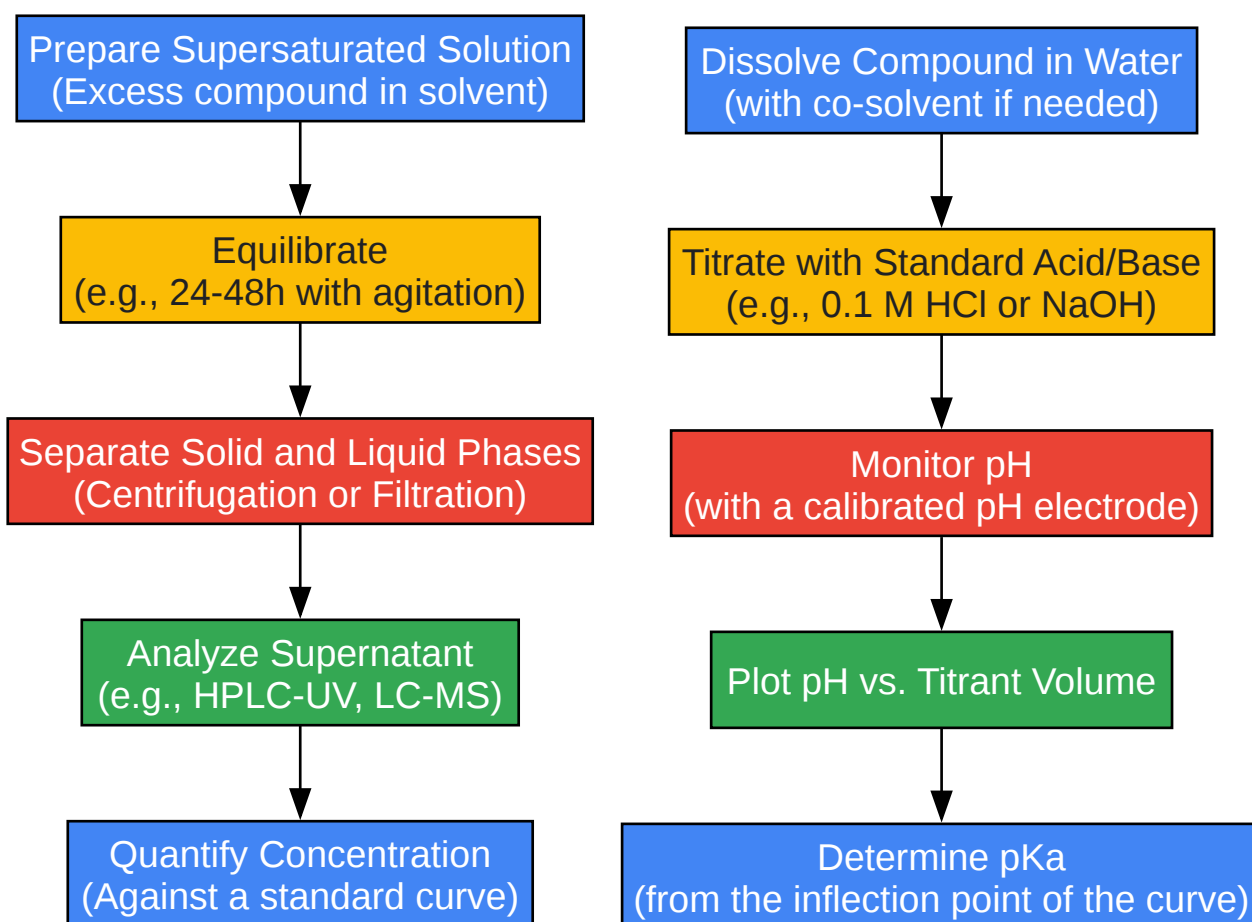 Prepare Supersaturated Solution
(Excess compound in solvent)
Equilibrate
(e.g., 24-48h with agitation)
Separate Solid and Liquid Phases
(Centrifugation or Filtration)
Analyze Supernatant
(e.g., HPLC-UV, LC-MS)
Quantify Concentration
(Against a standard curve)
Dissolve Compound in Water
(with co-solvent if needed)
Titrate with Standard Acid/Base
(e.g., 0.1 M HCl or NaOH)
Monitor pH
(with a calibrated pH electrode)
Plot pH vs. Titrant Volume
Determine pKa
(from the inflection point of the curve)